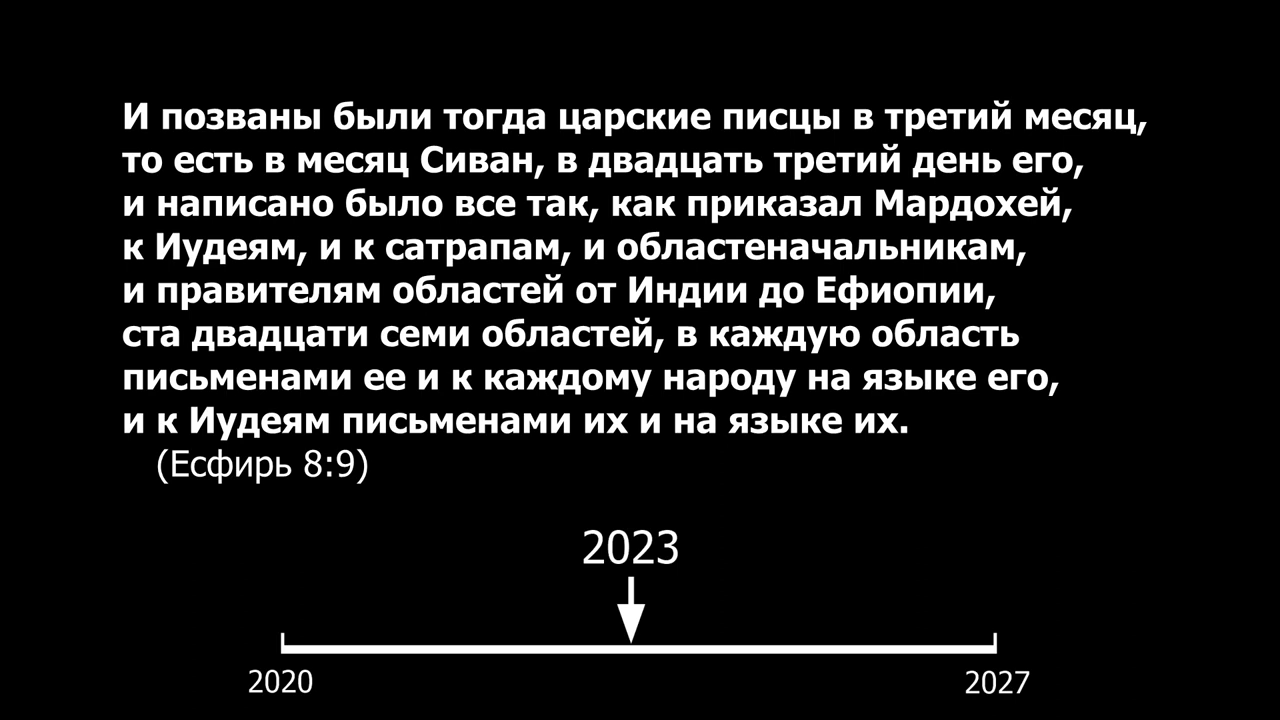 И позваны были тогда царские писцы в третий месяц,
то есть в месяц Сиван, в двадцать третий день его,
и написано было все так, как приказал Мардохей,
к Иудеям, и к сатрапам, и областеначальникам,
и правителям областей от Индии до Ефиопии,
ста двадцати семи областей, в каждую область
письменами ее и к каждому народу на языке его,
и к Иудеям письменами их и на языке их.
(Есфирь 8:9)
2023
2020 2027